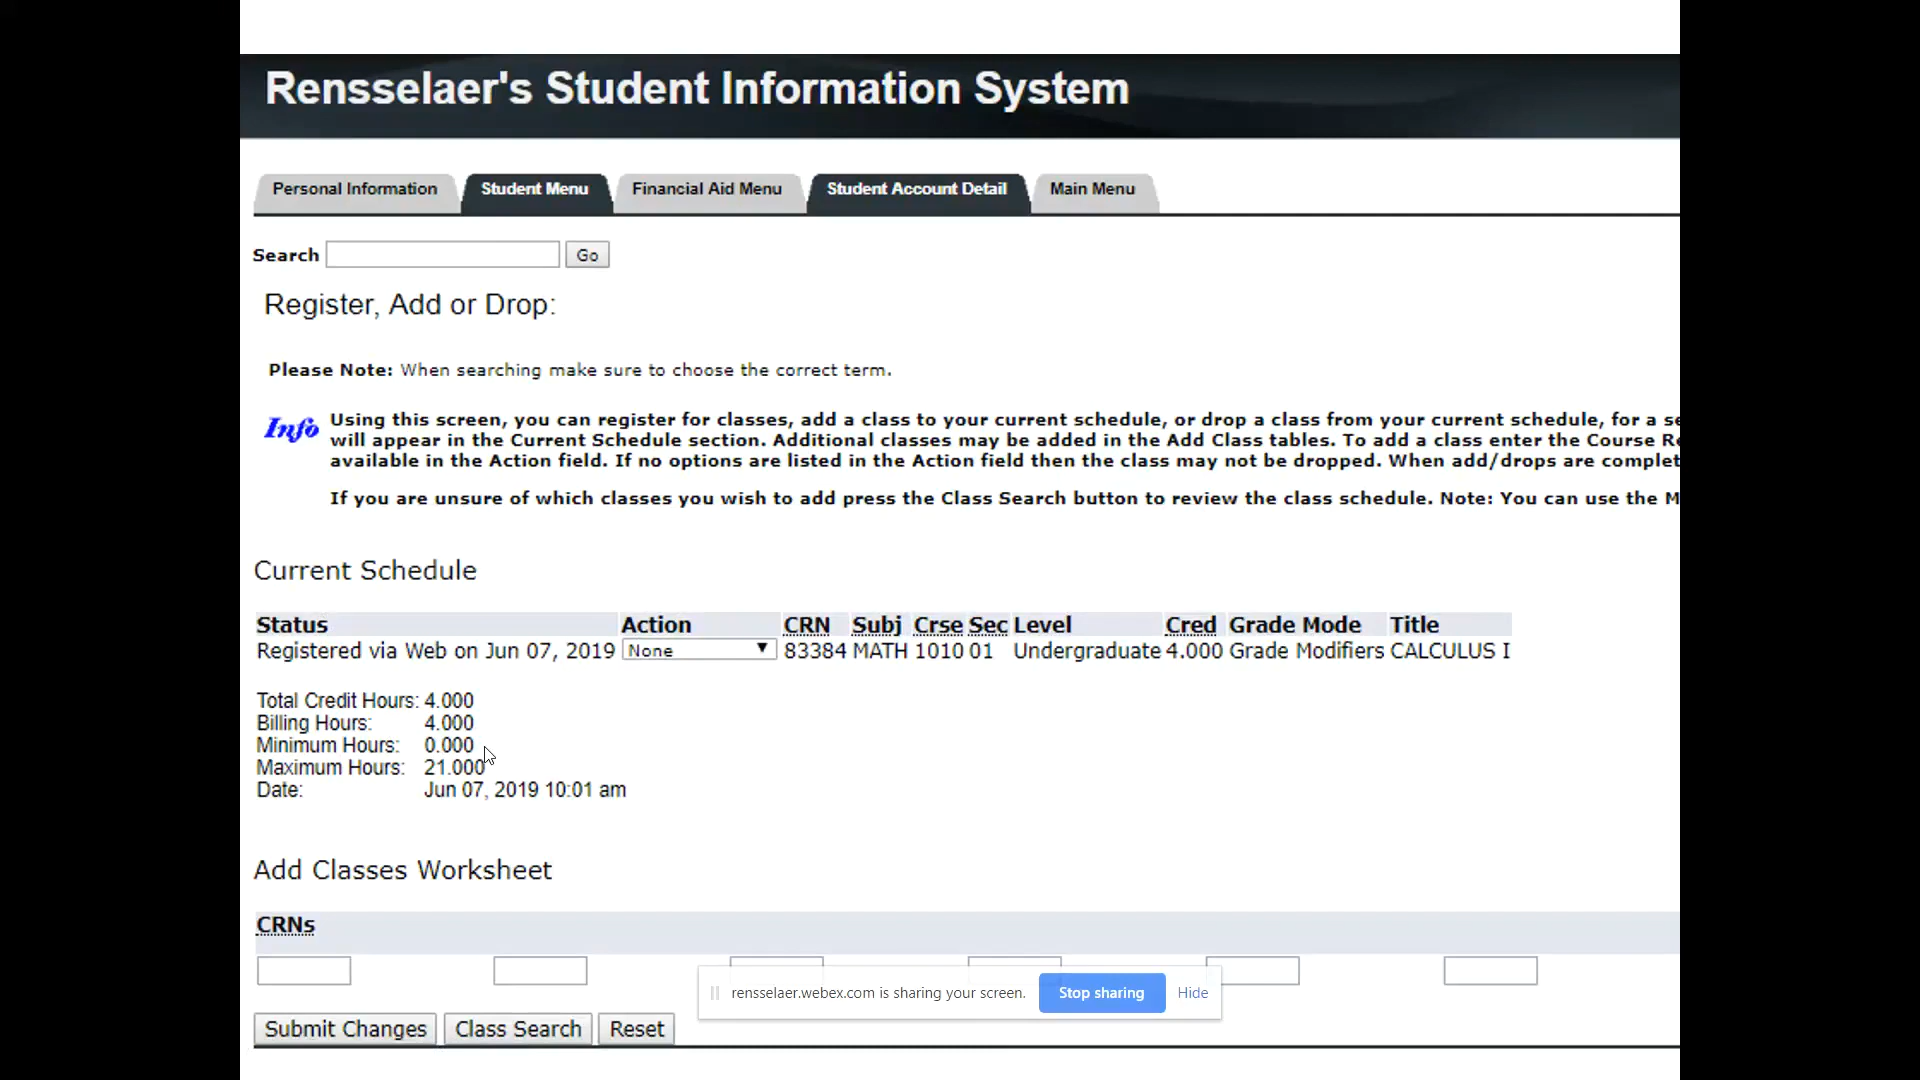 Rensselaer's Student Information System
Personal Information Student Menu Financial Aid Menu Student Account Detail Main Menu
Search Go
Register, Add or Drop:
Please Note: When searching make sure to choose the correct term.
Info Using this screen, you can register for classes, add a class to your current schedule, or drop a class from your current schedule, for a se
will appear in the Current Schedule section. Additional classes may be added in the Add Class tables. To add a class enter the Course Re
available in the Action field. If no options are listed in the Action field then the class may not be dropped. When add/drops are complet
If you are unsure of which classes you wish to add press the Class Search button to review the class schedule. Note: You can use the M
Current Schedule
Status Action CRN Subj Crse Sec Level Cred Grade Mode Title
Registered via Web on Jun 07, 2019 None 83384 MATH 1010 01 Undergraduate 4.000 Grade Modifiers CALCULUS I
Total Credit Hours: 4.000
Billing Hours: 4.000
Minimum Hours: 0.000
Maximum Hours: 21.000
Date: Jun 07, 2019 10:01 am
Add Classes Worksheet
CRNs
rensselaer.webex.com is sharing your screen. Stop sharing Hide
Submit Changes Class Search Reset